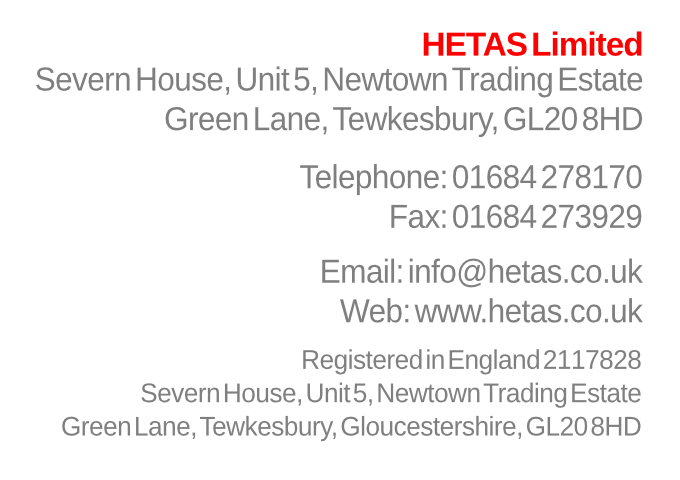 HETAS Limited
Severn House, Unit 5, Newtown Trading Estate
Green Lane, Tewkesbury, GL20 8HD
Telephone: 01684 278170
Fax: 01684 273929
Email: info@hetas.co.uk
Web: www.hetas.co.uk
Registered in England 2117828
Severn House, Unit 5, Newtown Trading Estate
Green Lane, Tewkesbury, Gloucestershire, GL20 8HD